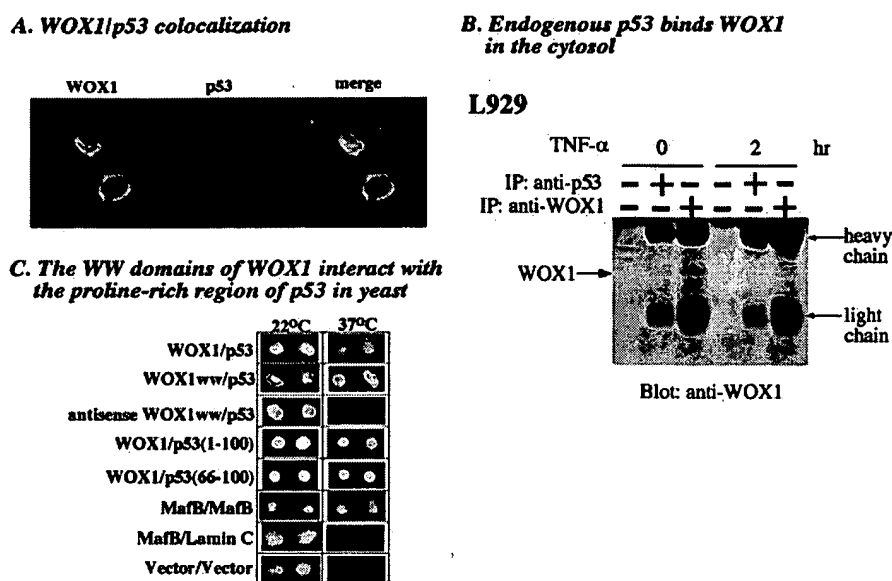 A. WOX1/p53 colocalization
WOX1 p53 merge
B. Endogenous p53 binds WOX1
in the cytosol
L929
TNF-α 0 2 hr
IP: anti-p53 - + - - + -
IP: anti-WOX1 - - + - - +
WOX1
heavy
chain
light
chain
Blot: anti-WOX1
C. The WW domains of WOX1 interact with
the proline-rich region of p53 in yeast
22ºC 37ºC
WOX1/p53
WOX1ww/p53
antisense WOX1ww/p53
WOX1/p53(1-100)
WOX1/p53(66-100)
MafB/MafB
MafB/Lamin C
Vector/Vector